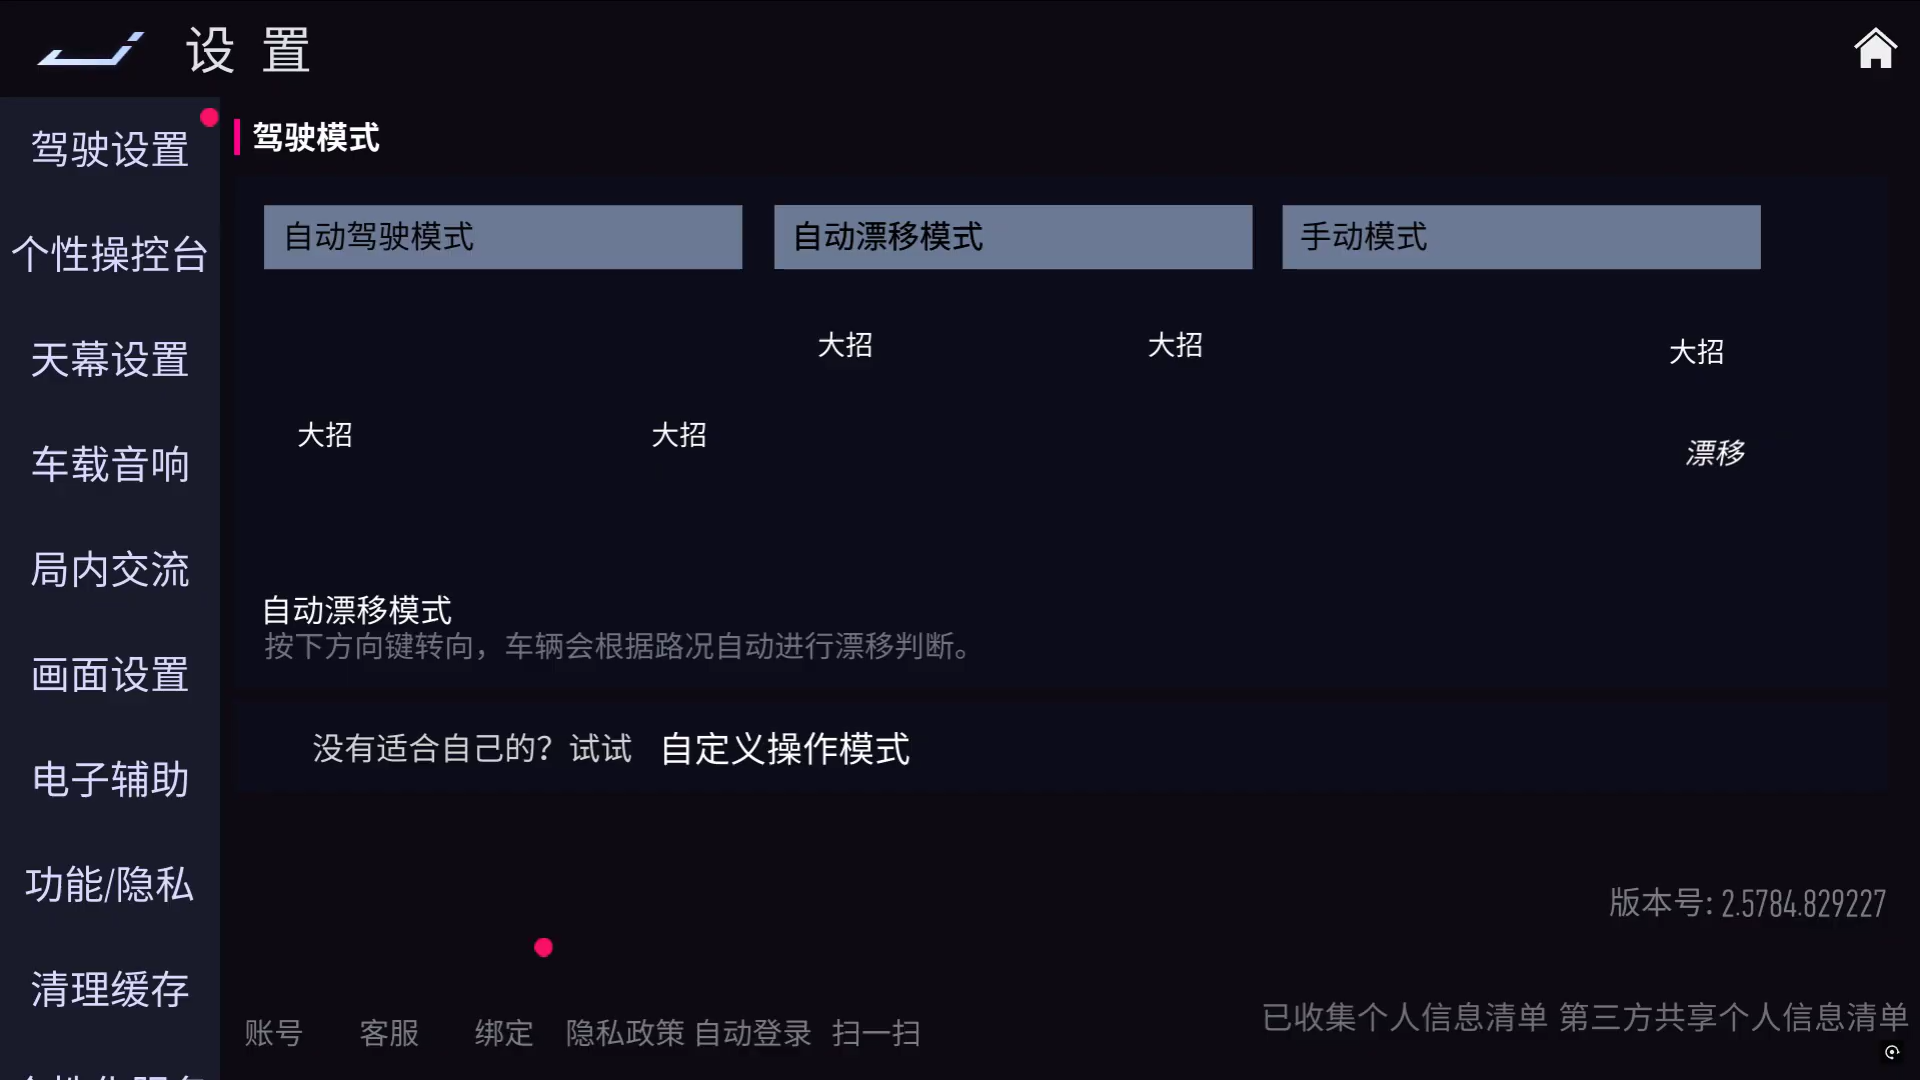 设 置
驾驶设置
个性操控台
天幕设置
车载音响
局内交流
画面设置
电子辅助
功能/隐私
清理缓存
驾驶模式
自动驾驶模式
自动漂移模式
手动模式
大招
大招
大招
大招
大招
漂移
自动漂移模式
按下方向键转向，车辆会根据路况自动进行漂移判断。
没有适合自己的？试试 自定义操作模式
版本号: 2.5784.829227
账号 客服 绑定 隐私政策 自动登录 扫一扫
已收集个人信息清单 第三方共享个人信息清单